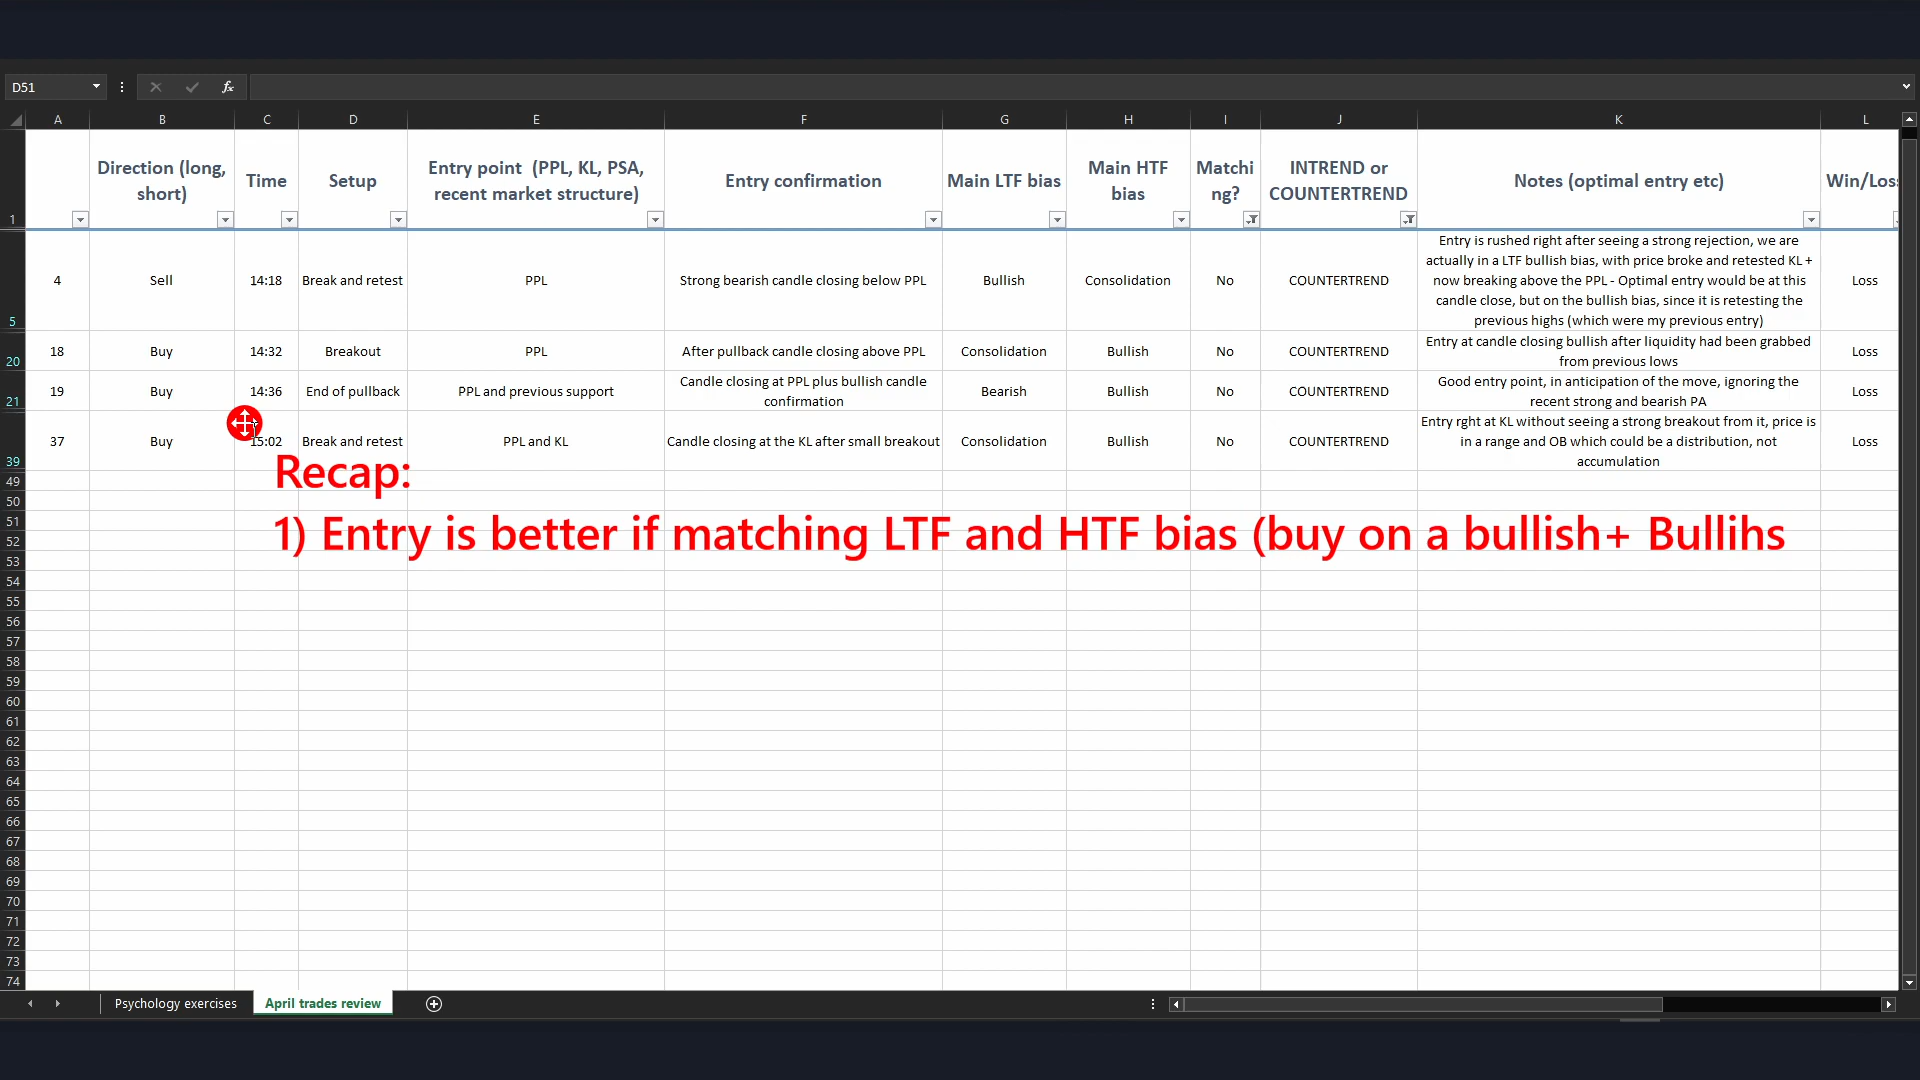 D51
fx
A B C D E F G H I J K L
1 Direction (long, short) Time Setup Entry point (PPL, KL, PSA, recent market structure) Entry confirmation Main LTF bias Main HTF bias Matchi ng? INTREND or COUNTERTREND Notes (optimal entry etc) Win/Los
5 4 Sell 14:18 Break and retest PPL Strong bearish candle closing below PPL Bullish Consolidation No COUNTERTREND Entry is rushed right after seeing a strong rejection, we are actually in a LTF bullish bias, with price broke and retested KL + now breaking above the PPL - Optimal entry would be at this candle close, but on the bullish bias, since it is retesting the previous highs (which were my previous entry) Loss
20 18 Buy 14:32 Breakout PPL After pullback candle closing above PPL Consolidation Bullish No COUNTERTREND Entry at candle closing bullish after liquidity had been grabbed from previous lows Loss
21 19 Buy 14:36 End of pullback PPL and previous support Candle closing at PPL plus bullish candle confirmation Bearish Bullish No COUNTERTREND Good entry point, in anticipation of the move, ignoring the recent strong and bearish PA Loss
39 37 Buy 15:02 Break and retest PPL and KL Candle closing at the KL after small breakout Consolidation Bullish No COUNTERTREND Entry rght at KL without seeing a strong breakout from it, price is in a range and OB which could be a distribution, not accumulation Loss
Recap:
1) Entry is better if matching LTF and HTF bias (buy on a bullish+ Bullihs
49
50
51
52
53
54
55
56
57
58
59
60
61
62
63
64
65
66
67
68
69
70
71
72
73
74
Psychology exercises April trades review